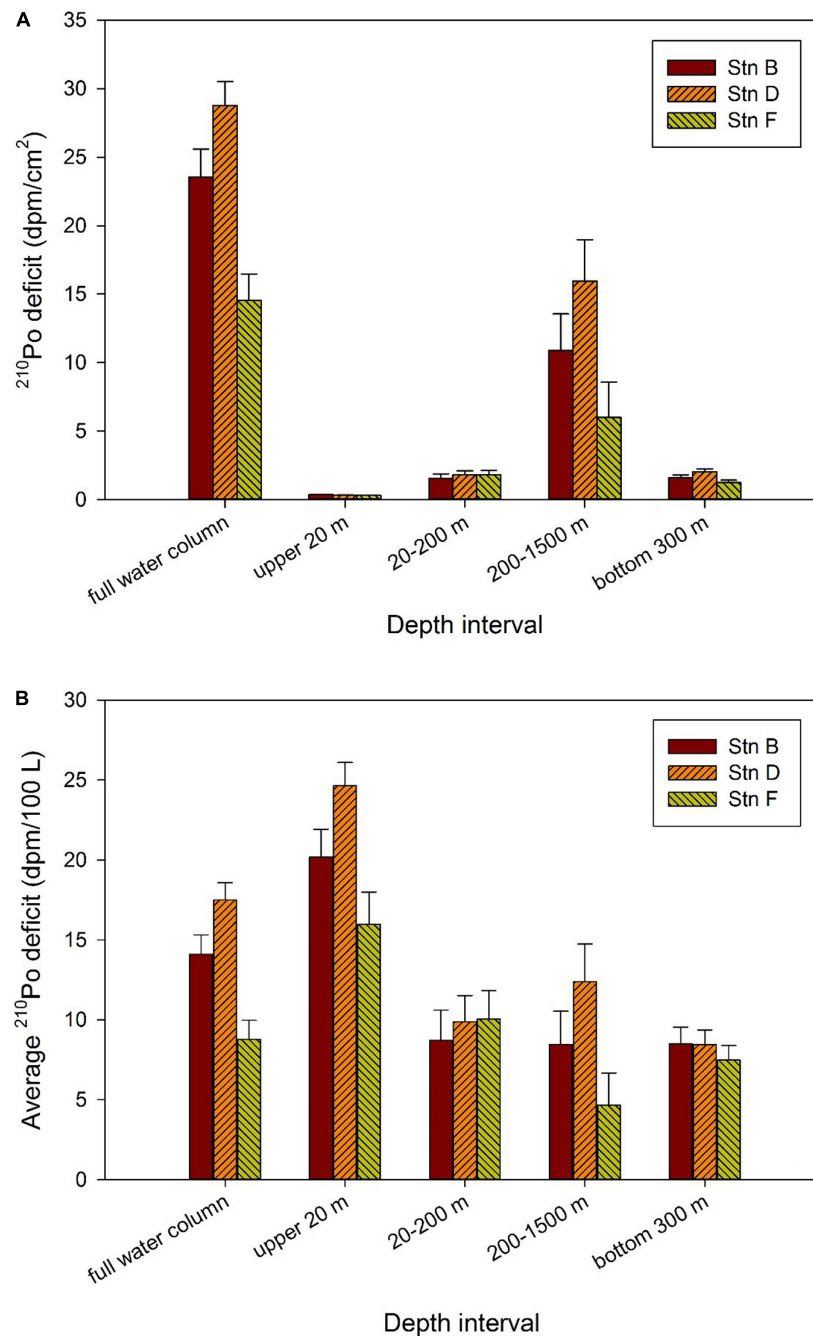 A
35
30
25
20
15
10
5
0
²¹⁰Po deficit (dpm/cm²)
Stn B
Stn D
Stn F
full water column
upper 20 m
20-200 m
200-1500 m
bottom 300 m
Depth interval
B
30
25
20
15
10
5
0
Average ²¹⁰Po deficit (dpm/100 L)
Stn B
Stn D
Stn F
full water column
upper 20 m
20-200 m
200-1500 m
bottom 300 m
Depth interval